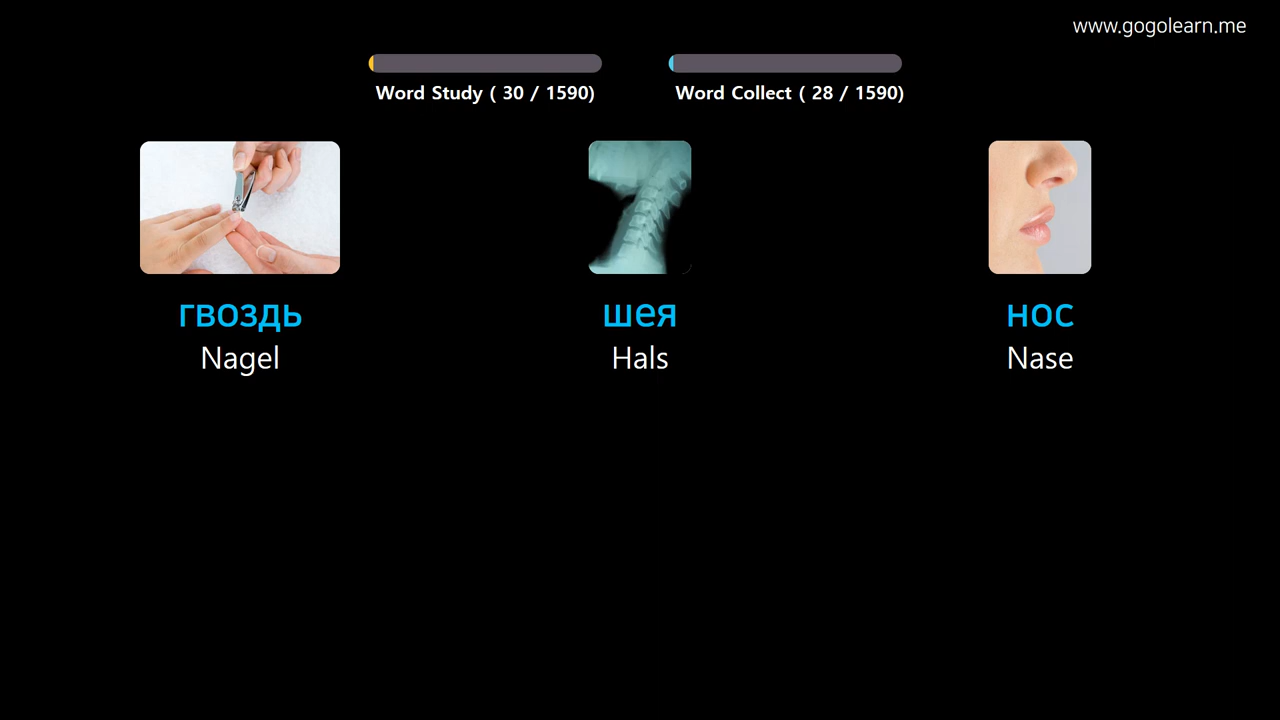 www.gogolearn.me
Word Study ( 30 / 1590)
Word Collect ( 28 / 1590)
гвоздь
Nagel
шея
Hals
нос
Nase